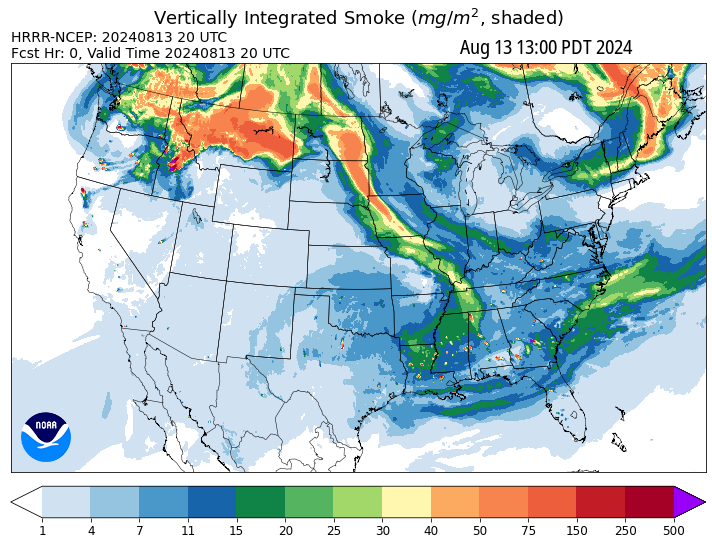 Vertically Integrated Smoke (mg/m², shaded)
HRRR-NCEP: 20240813 20 UTC
Fcst Hr: 0, Valid Time 20240813 20 UTC
Aug 13 13:00 PDT 2024
NOAA
1 4 7 11 15 20 25 30 40 50 75 150 250 500